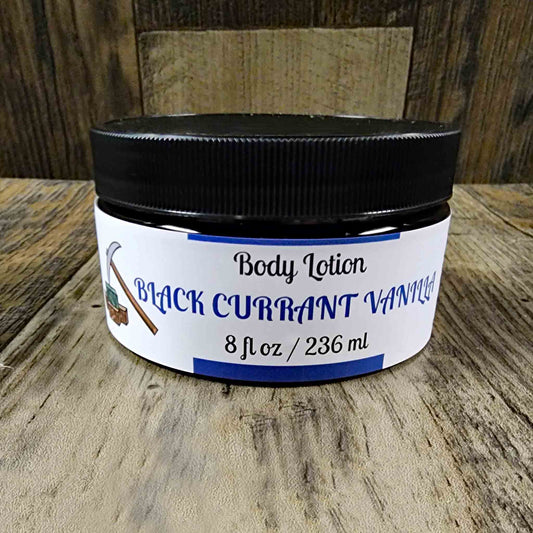 Body Lotion
BLACK CURRANT VANILLA
8 fl oz / 236 ml